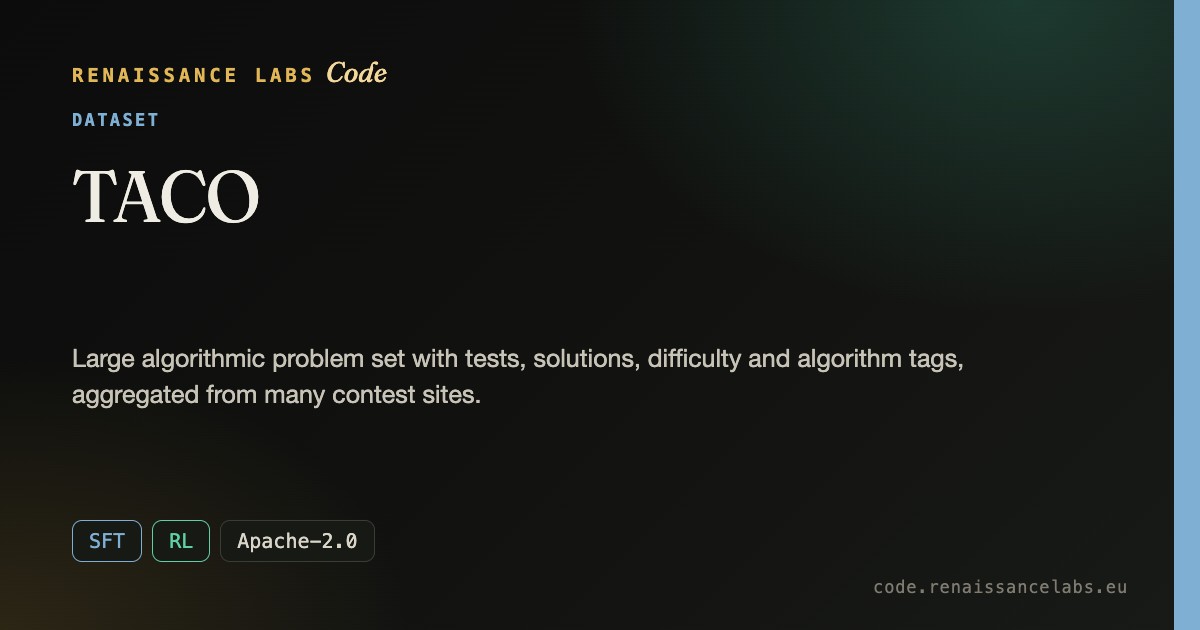 RENAISSANCE LABS Code
DATASET
TACO
Large algorithmic problem set with tests, solutions, difficulty and algorithm tags,
aggregated from many contest sites.
SFT RL Apache-2.0
code.renaissancelabs.eu